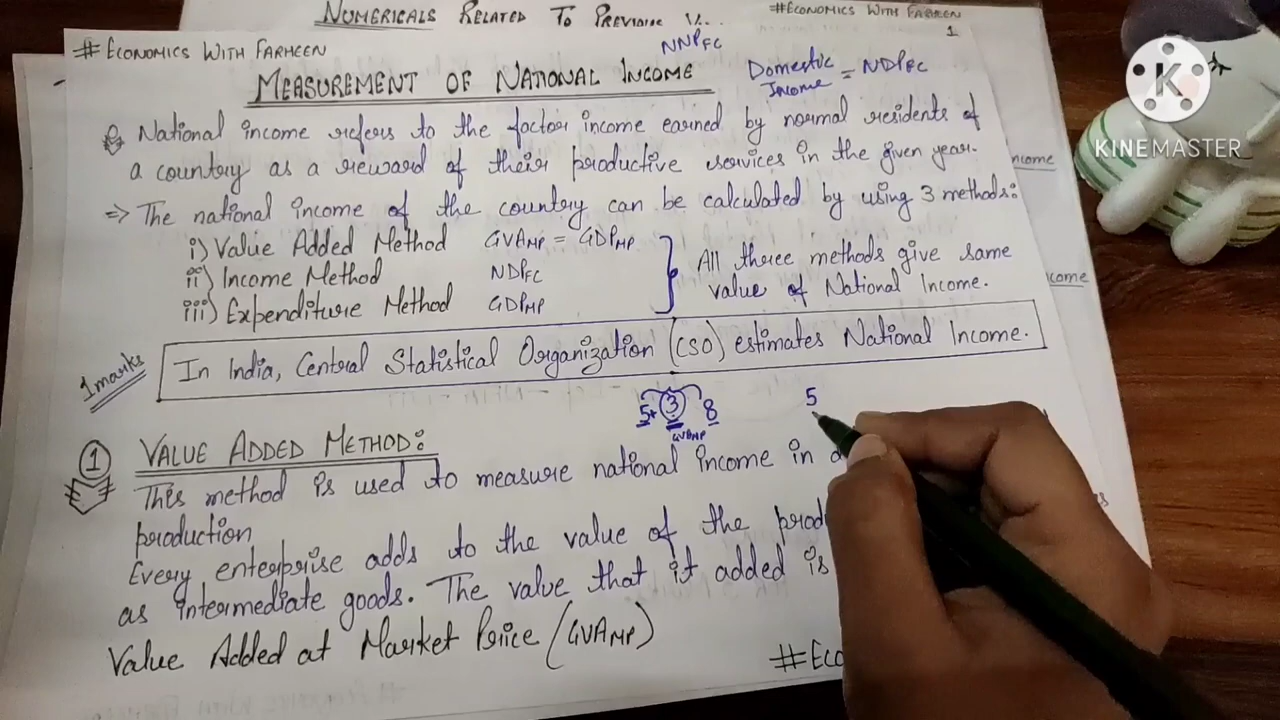 NUMERICALS RELATED TO PREVIOUS
#ECONOMICS WITH FARHEEN
#ECONOMICS WITH FARHEEN
1
NNPFC
MEASUREMENT OF NATIONAL INCOME
Domestic Income = NDPFC
KINEMASTER
National income refers to the factor income earned by normal residents of
a country as a reward of their productive services in the given year.
=> The national income of the country can be calculated by using 3 methods:
i) Value Added Method GVAMP = GDPMP
ii) Income Method NDPFC
iii) Expenditure Method GDPMP
All three methods give same
value of National Income.
income
come
1marks
In India, Central Statistical Organization (CSO) estimates National Income.
5+ 3 8
GVAMP
5
1 VALUE ADDED METHOD:
This method is used to measure national income in
production
Every enterprise adds to the value of the prod
as intermediate goods. The value that it added is
Value Added at Market Price (GVAMP)
#Eco